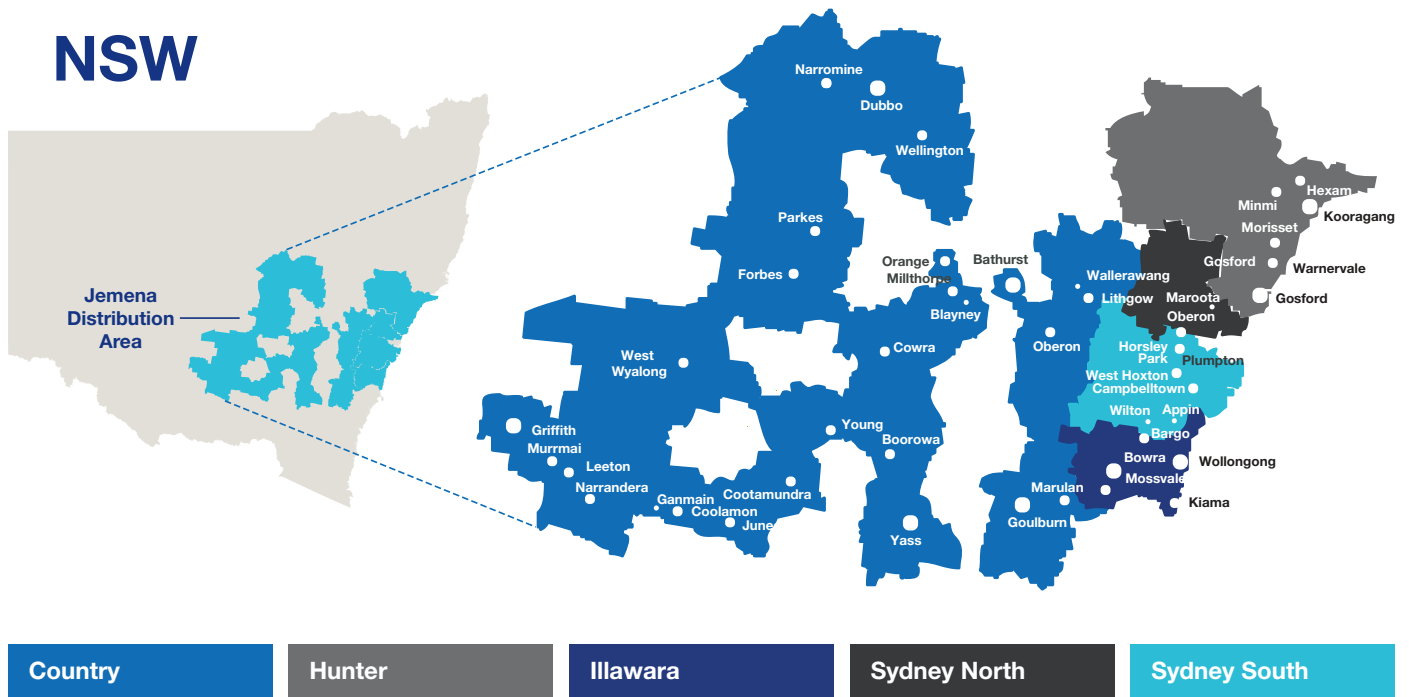 NSW
Jemena
Distribution
Area
Narromine
Dubbo
Wellington
Parkes
Forbes
Orange
Millthorpe
Blayney
Bathurst
Cowra
West
Wyalong
Griffith
Murrmai
Leeton
Narrandera
Ganmain
Coolamon
June
Cootamundra
Young
Boorowa
Yass
Wallerawang
Lithgow
Oberon
Marulan
Goulburn
Hexam
Minmi
Kooragang
Morisset
Gosford
Warnervale
Gosford
Maroota
Oberon
Horsley
Park
Plumpton
West Hoxton
Campbelltown
Wilton
Appin
Bargo
Bowra
Mossvale
Wollongong
Kiama
Country
Hunter
Illawara
Sydney North
Sydney South